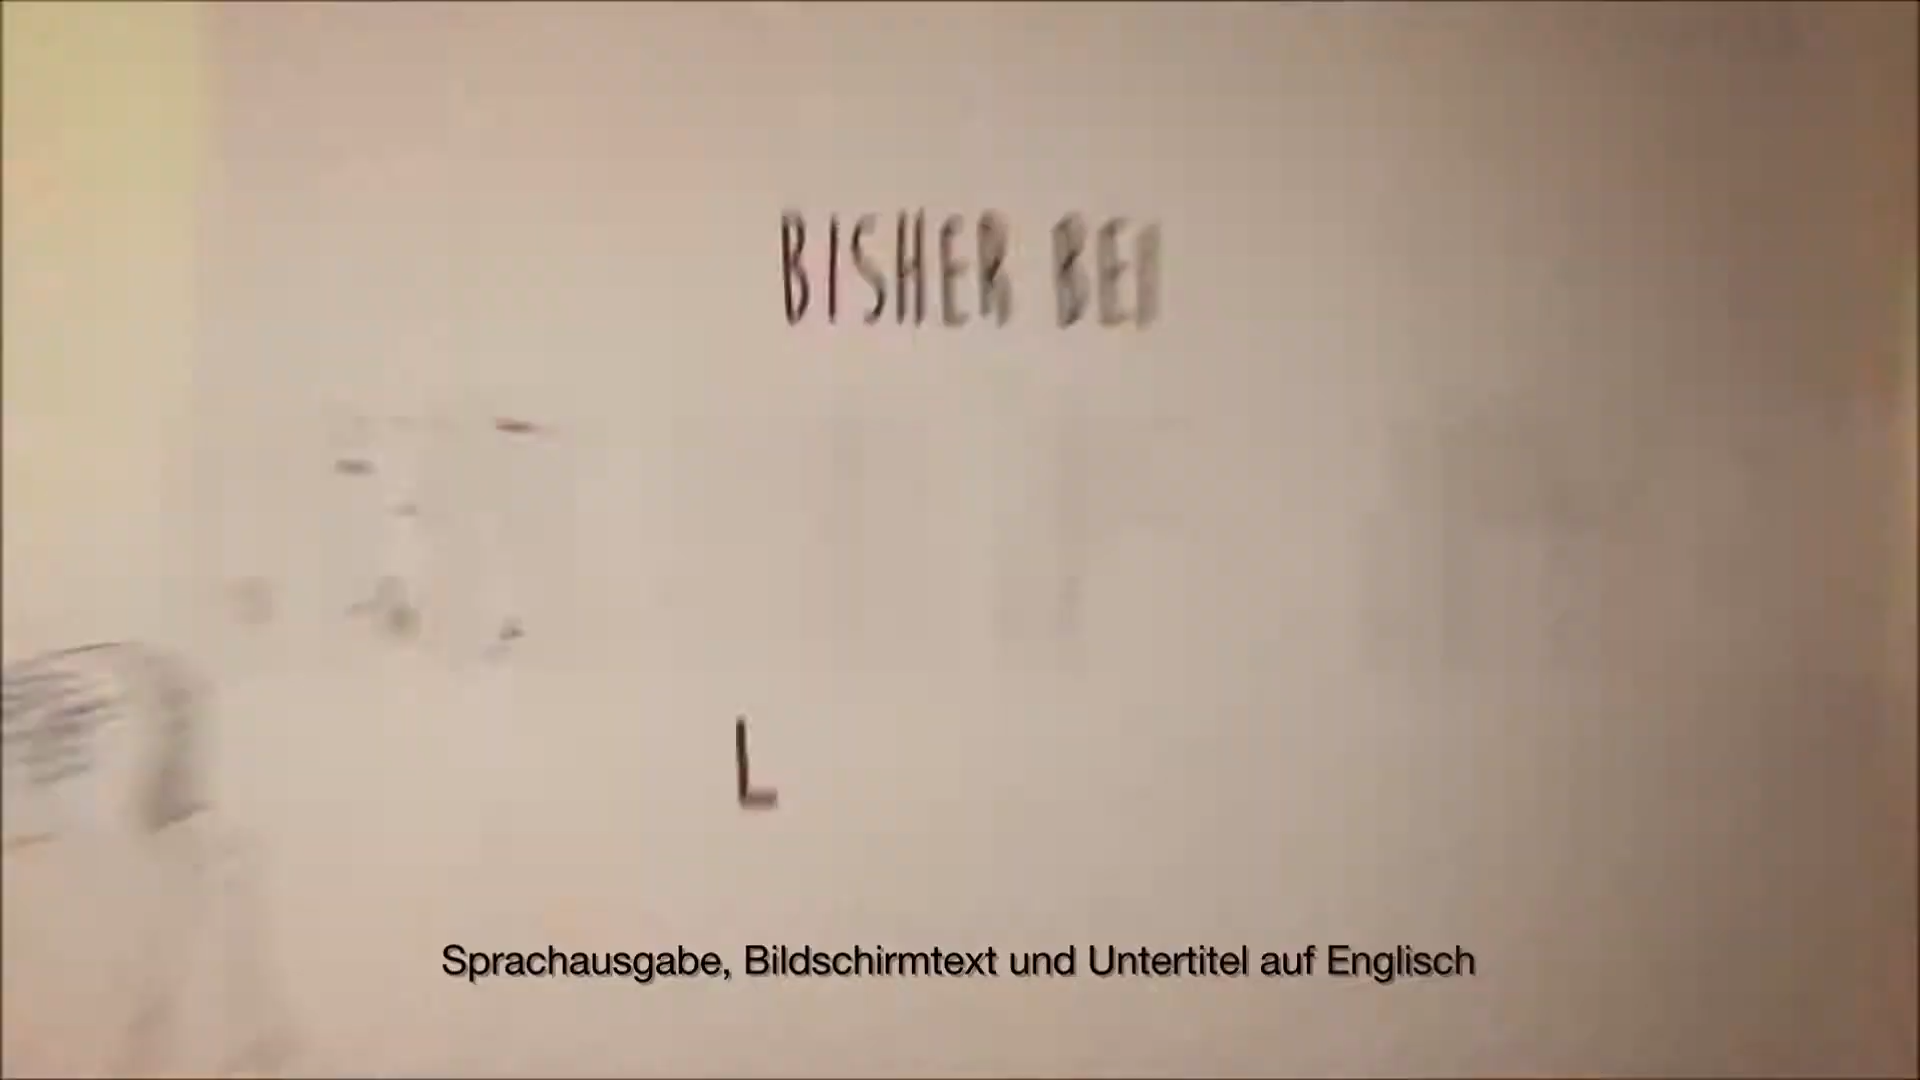 BISHER BEI
L
Sprachausgabe, Bildschirmtext und Untertitel auf Englisch